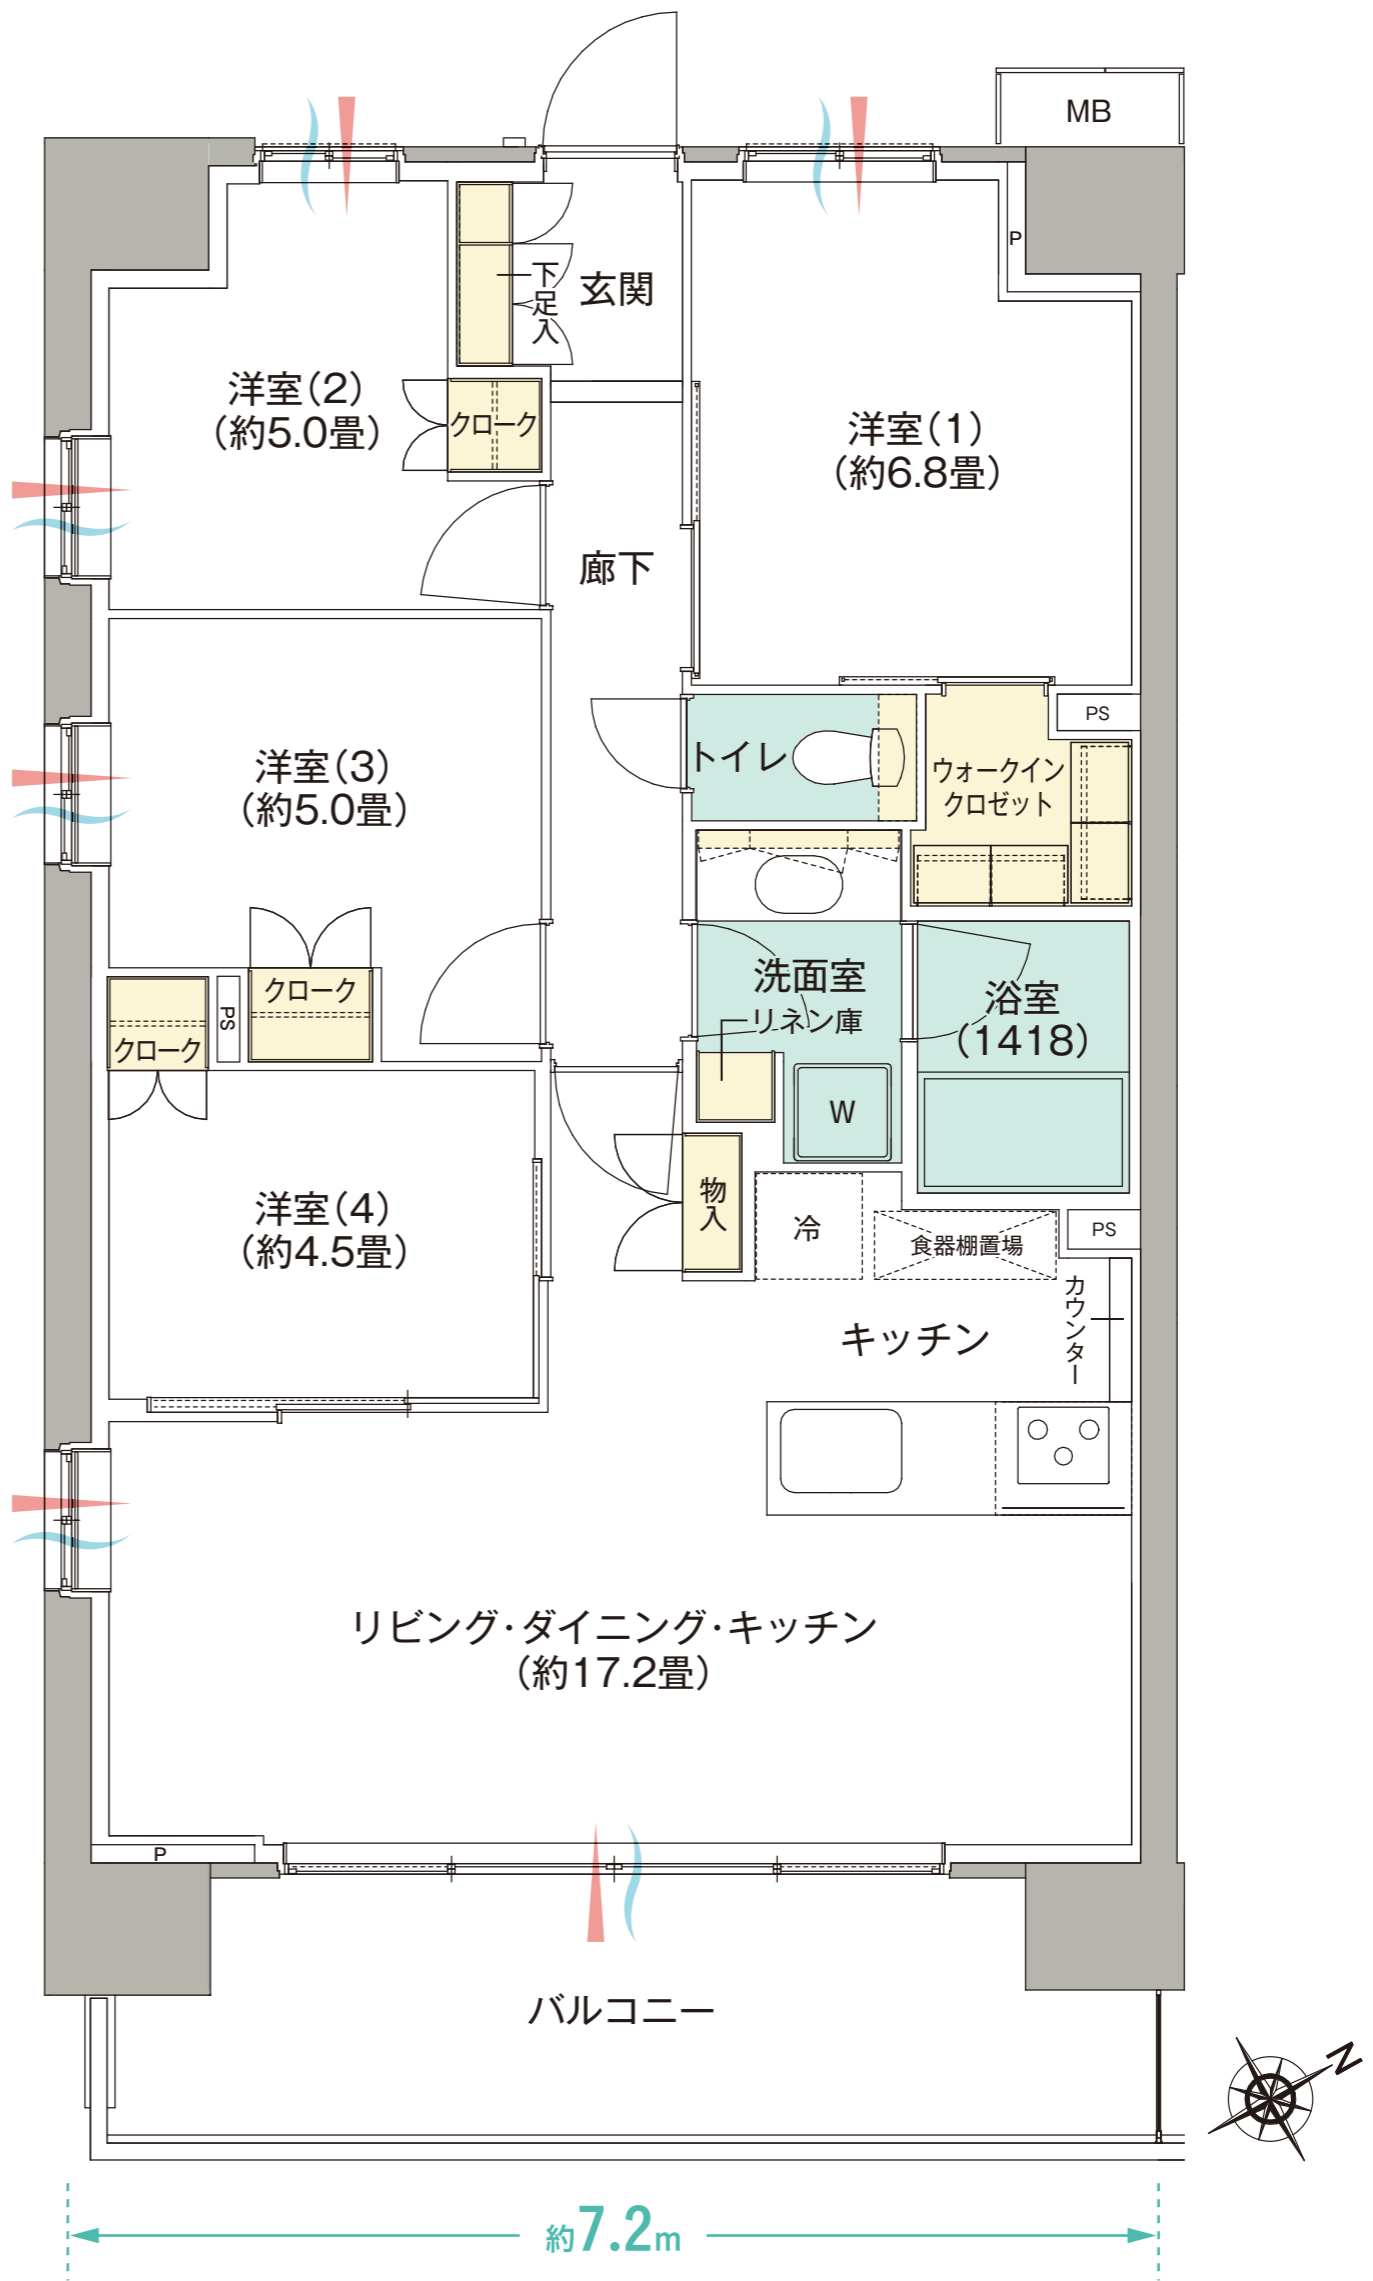 MB
P
下足入
玄関
洋室(2)
(約5.0畳)
クローク
洋室(1)
(約6.8畳)
廊下
PS
トイレ
ウォークイン
クロゼット
洋室(3)
(約5.0畳)
洗面室
リネン庫
浴室
(1418)
クローク
PS
クローク
W
物入
冷
食器棚置場
PS
洋室(4)
(約4.5畳)
カウンター
キッチン
リビング・ダイニング・キッチン
(約17.2畳)
P
バルコニー
N
約7.2m